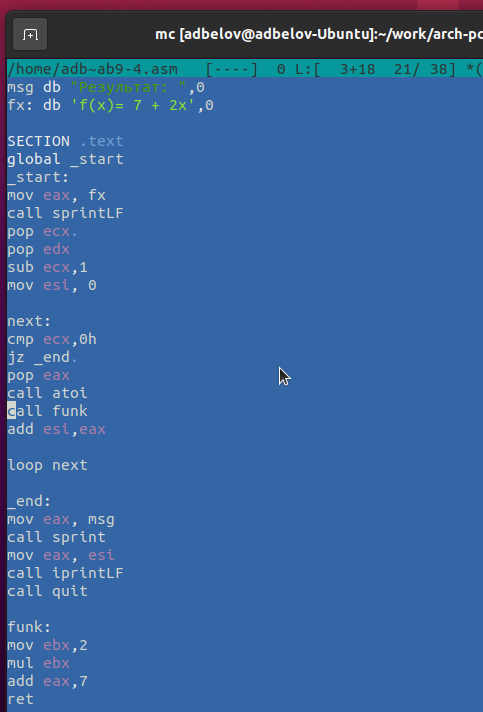 mc [adbelov@adbelov-Ubuntu]:~/work/arch-pc
/home/adb~ab9-4.asm [----] 0 L:[ 3+18 21/ 38] *(
msg db "Результат: ",0
fx: db 'f(x)= 7 + 2x',0
SECTION .text
global _start
_start:
mov eax, fx
call sprintLF
pop ecx.
pop edx
sub ecx,1
mov esi, 0
next:
cmp ecx,0h
jz _end.
pop eax
call atoi
call funk
add esi,eax
loop next
_end:
mov eax, msg
call sprint
mov eax, esi
call iprintLF
call quit
funk:
mov ebx,2
mul ebx
add eax,7
ret